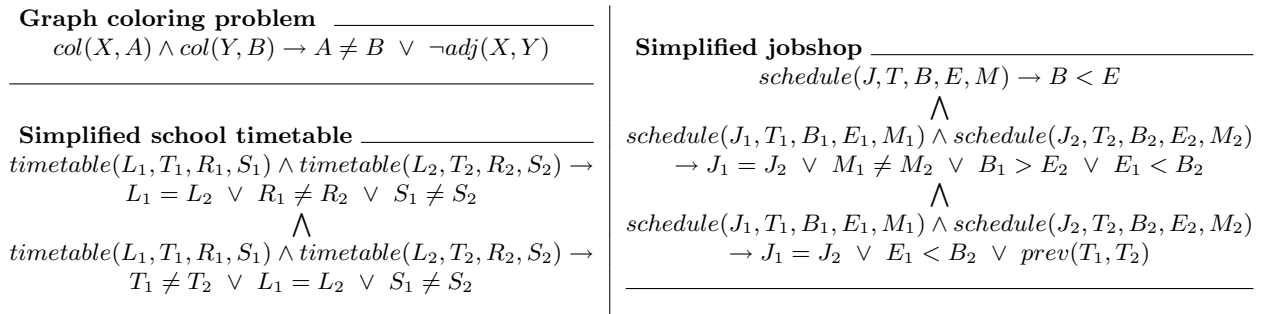 Graph coloring problem
col(X, A) ∧ col(Y, B) → A ≠ B ∨ ¬adj(X, Y)
Simplified school timetable
timetable(L₁, T₁, R₁, S₁) ∧ timetable(L₂, T₂, R₂, S₂) →
L₁ = L₂ ∨ R₁ ≠ R₂ ∨ S₁ ≠ S₂
⋀
timetable(L₁, T₁, R₁, S₁) ∧ timetable(L₂, T₂, R₂, S₂) →
T₁ ≠ T₂ ∨ L₁ = L₂ ∨ S₁ ≠ S₂
Simplified jobshop
schedule(J, T, B, E, M) → B < E
⋀
schedule(J₁, T₁, B₁, E₁, M₁) ∧ schedule(J₂, T₂, B₂, E₂, M₂)
→ J₁ = J₂ ∨ M₁ ≠ M₂ ∨ B₁ > E₂ ∨ E₁ < B₂
⋀
schedule(J₁, T₁, B₁, E₁, M₁) ∧ schedule(J₂, T₂, B₂, E₂, M₂)
→ J₁ = J₂ ∨ E₁ < B₂ ∨ prev(T₁, T₂)